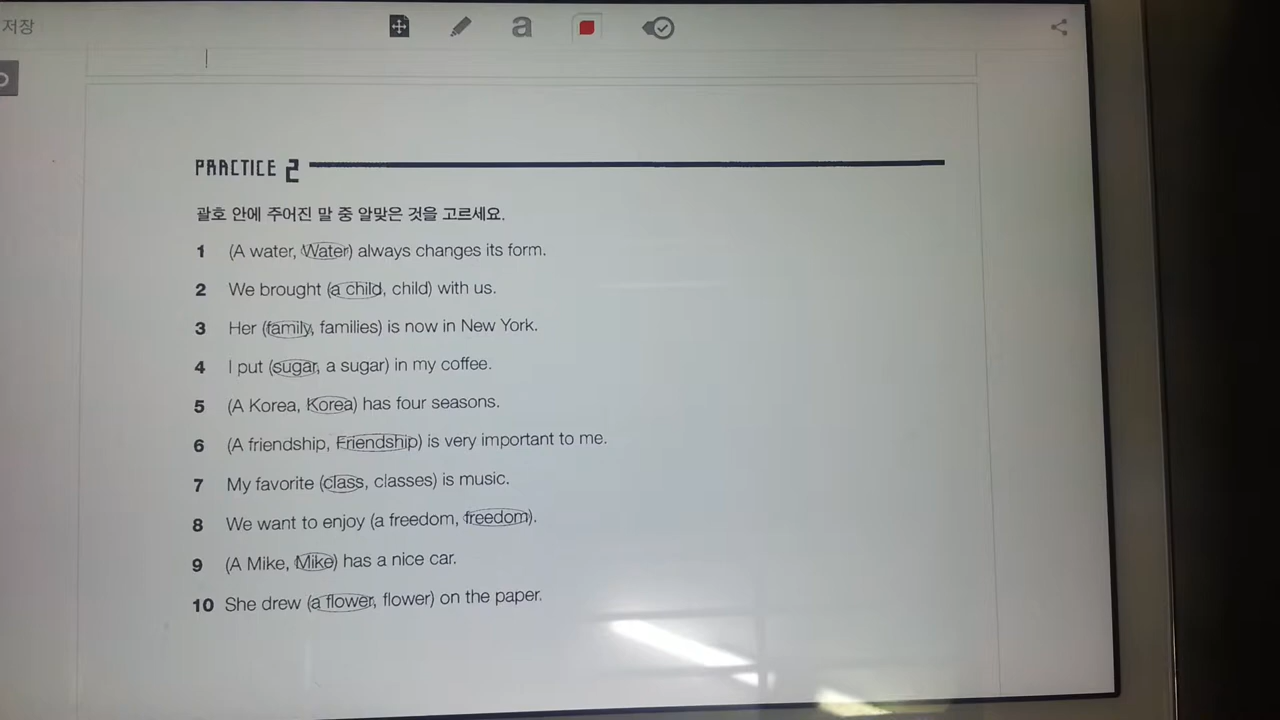 저장
a
PRACTICE 2
괄호 안에 주어진 말 중 알맞은 것을 고르세요.
1 (A water, Water) always changes its form.
2 We brought (a child, child) with us.
3 Her (family, families) is now in New York.
4 I put (sugar, a sugar) in my coffee.
5 (A Korea, Korea) has four seasons.
6 (A friendship, Friendship) is very important to me.
7 My favorite (class, classes) is music.
8 We want to enjoy (a freedom, freedom).
9 (A Mike, Mike) has a nice car.
10 She drew (a flower, flower) on the paper.